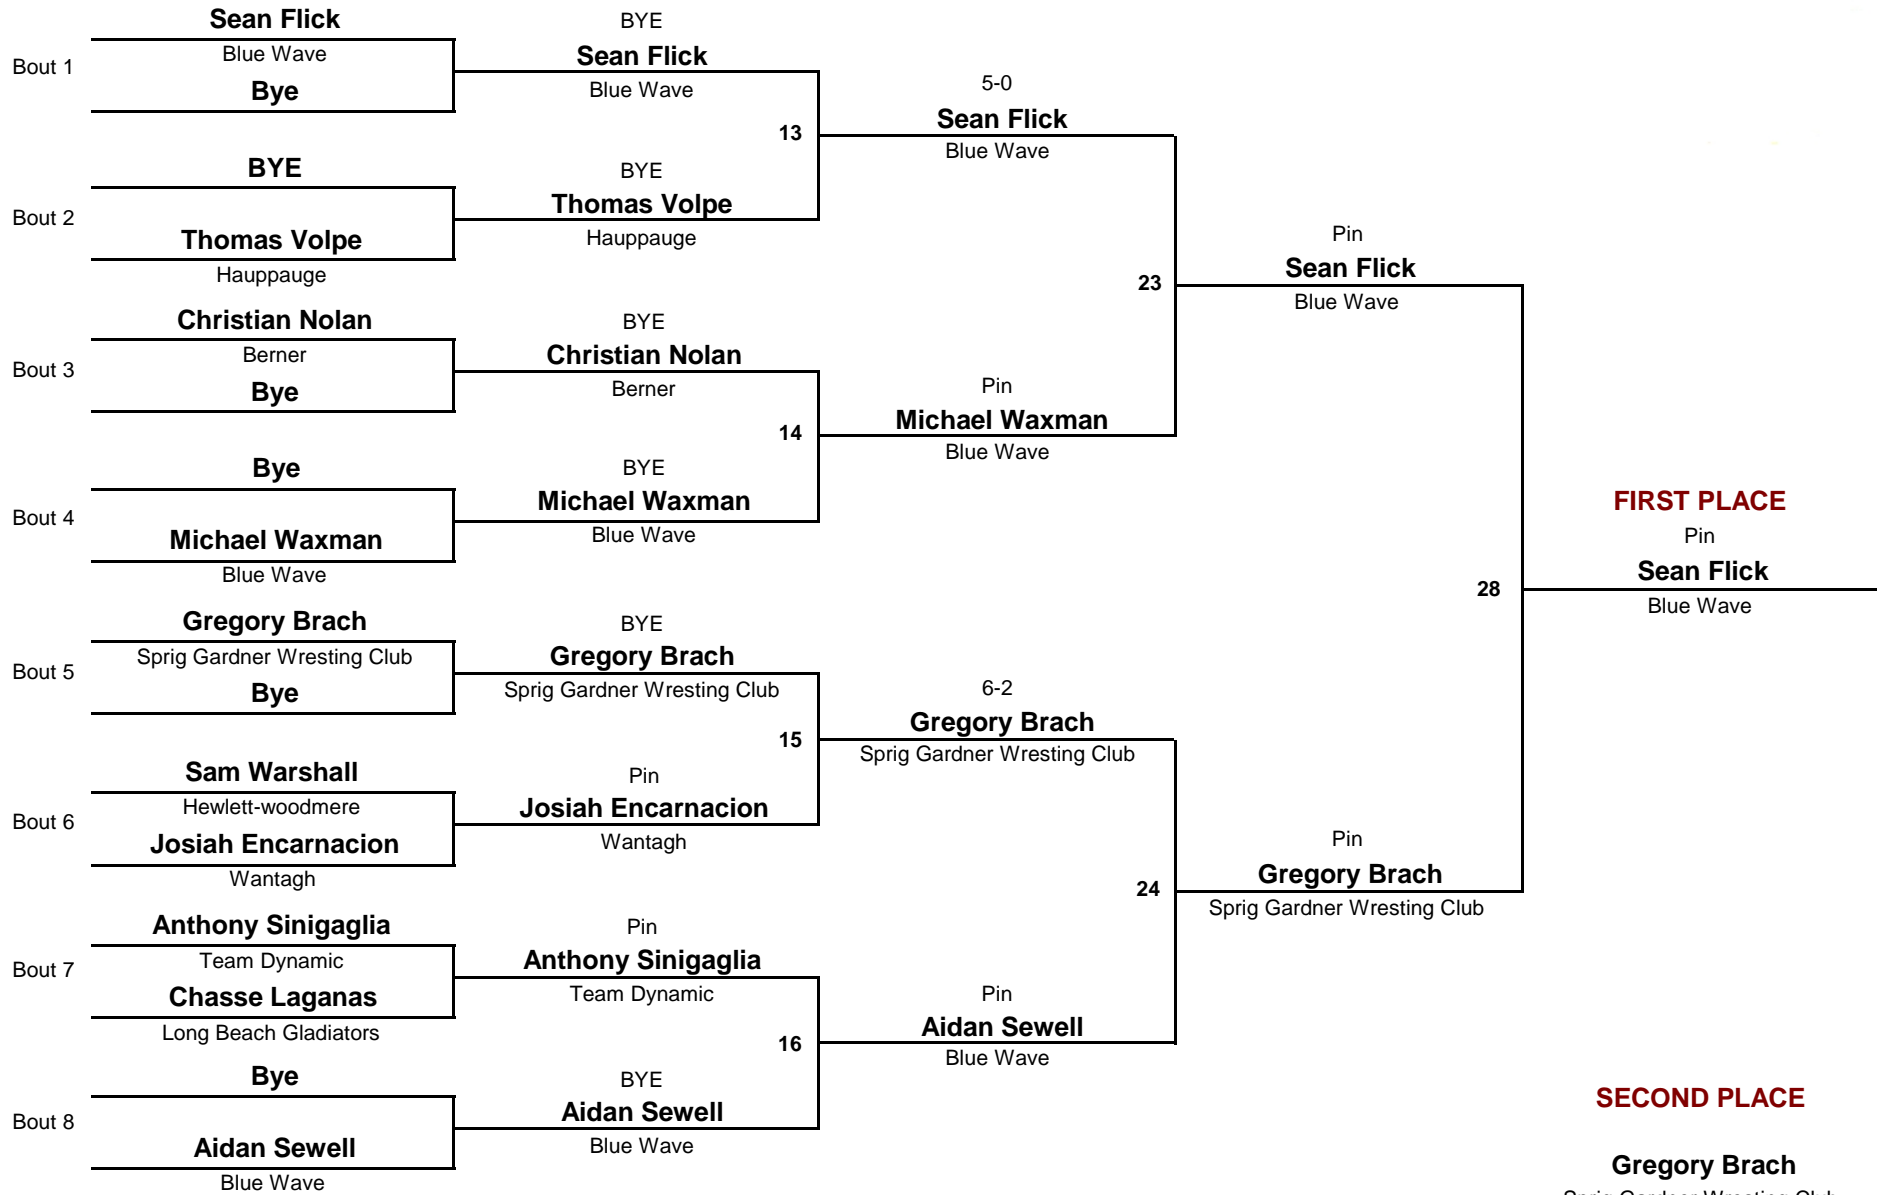 Sean Flick
Bout 1
Blue Wave
Bye
BYE
Bout 2
Thomas Volpe
Hauppauge
Christian Nolan
Bout 3
Berner
Bye
Bye
Bout 4
Michael Waxman
Blue Wave
Gregory Brach
Bout 5
Sprig Gardner Wresting Club
Bye
Sam Warshall
Bout 6
Hewlett-woodmere
Josiah Encarnacion
Wantagh
Anthony Sinigaglia
Bout 7
Team Dynamic
Chasse Laganas
Long Beach Gladiators
Bye
Bout 8
Aidan Sewell
Blue Wave
BYE
Sean Flick
Blue Wave
13
BYE
Thomas Volpe
Hauppauge
BYE
Christian Nolan
Berner
14
BYE
Michael Waxman
Blue Wave
BYE
Gregory Brach
Sprig Gardner Wresting Club
15
Pin
Josiah Encarnacion
Wantagh
Pin
Anthony Sinigaglia
Team Dynamic
16
BYE
Aidan Sewell
Blue Wave
5-0
Sean Flick
Blue Wave
23
Pin
Michael Waxman
Blue Wave
6-2
Gregory Brach
Sprig Gardner Wresting Club
24
Pin
Aidan Sewell
Blue Wave
Pin
Sean Flick
Blue Wave
28
Pin
Gregory Brach
Sprig Gardner Wresting Club
FIRST PLACE
Pin
Sean Flick
Blue Wave
SECOND PLACE
Gregory Brach
Sprig Gardner Wresting Club